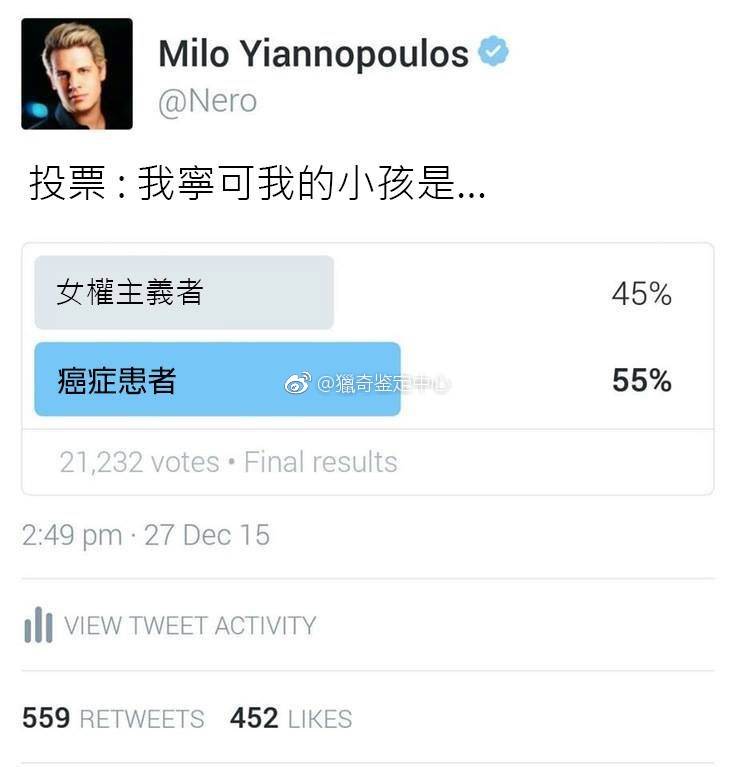 Milo Yiannopoulos
@Nero
投票 : 我寧可我的小孩是...
女權主義者 45%
癌症患者 @獵奇鉴定中心 55%
21,232 votes • Final results
2:49 pm · 27 Dec 15
VIEW TWEET ACTIVITY
559 RETWEETS 452 LIKES